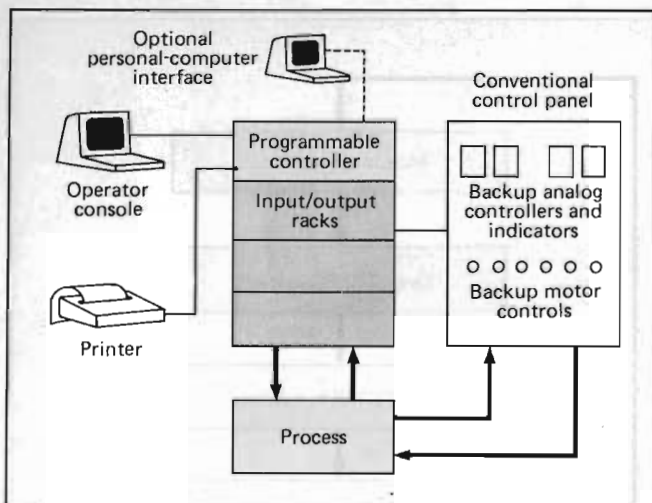 Optional
personal-computer
interface
Conventional
control panel
Programmable
controller
Operator
console
Input/output
racks
Backup analog
controllers and
indicators
Backup motor
controls
Printer
Process